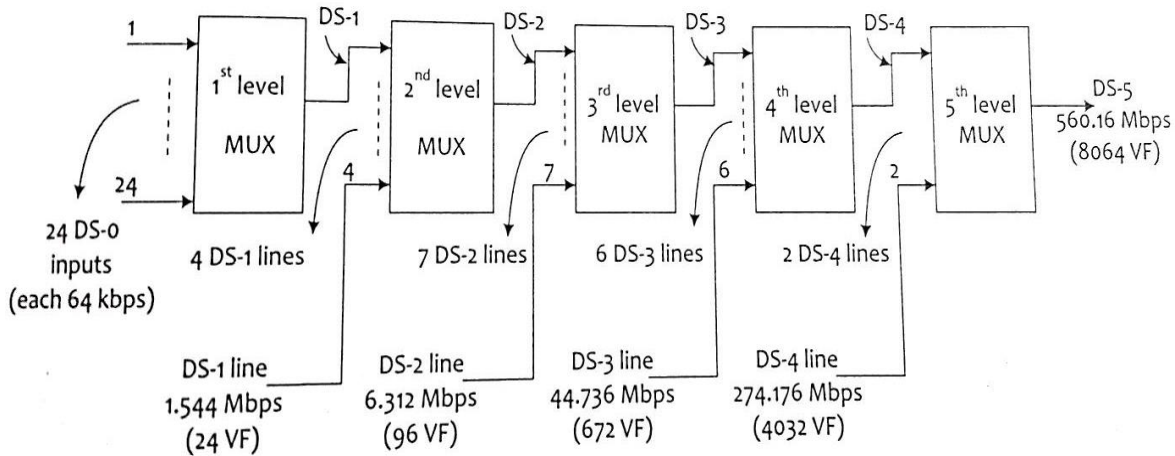 1
24
24 DS-0
inputs
(each 64 kbps)
1st level
MUX
DS-1
4
4 DS-1 lines
DS-1 line
1.544 Mbps
(24 VF)
2nd level
MUX
DS-2
7
7 DS-2 lines
DS-2 line
6.312 Mbps
(96 VF)
3rd level
MUX
DS-3
6
6 DS-3 lines
DS-3 line
44.736 Mbps
(672 VF)
4th level
MUX
DS-4
2
2 DS-4 lines
DS-4 line
274.176 Mbps
(4032 VF)
5th level
MUX
DS-5
560.16 Mbps
(8064 VF)